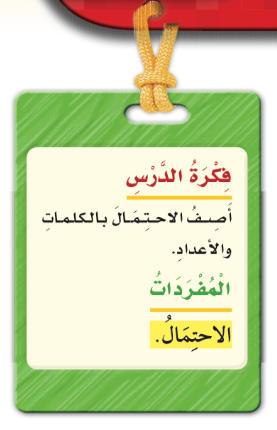 فِكْرَةُ الدَّرْسِ
أَصِفُ الاحتِمَالَ بالكلماتِ
والأعدادِ.
الْمُفْرَدَاتُ
الاحتِمَالُ.